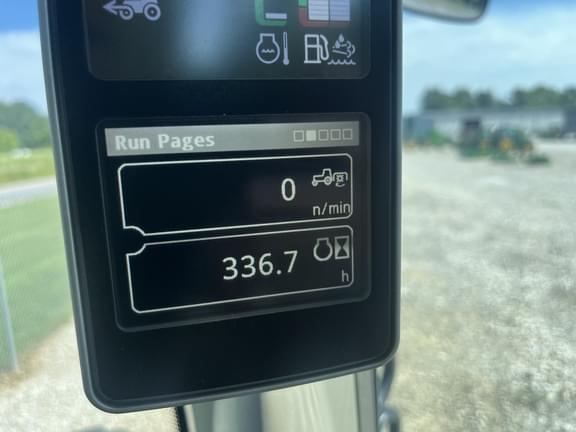 Run Pages
0
n/min
336.7
h